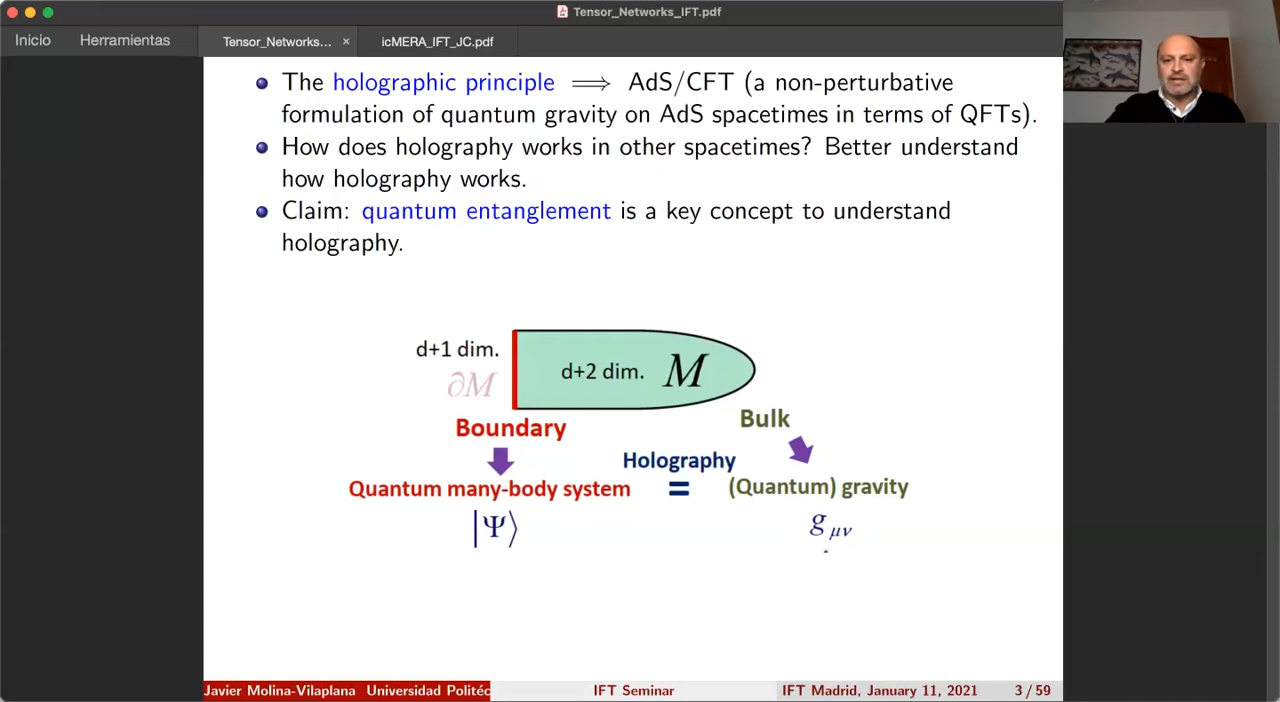 Tensor_Networks_IFT.pdf
Inicio Herramientas Tensor_Networks... × icMERA_IFT_JC.pdf
The holographic principle ⟹ AdS/CFT (a non-perturbative
formulation of quantum gravity on AdS spacetimes in terms of QFTs).
How does holography works in other spacetimes? Better understand
how holography works.
Claim: quantum entanglement is a key concept to understand
holography.
d+1 dim.
∂M
d+2 dim. M
Boundary
Bulk
Holography
Quantum many-body system = (Quantum) gravity
|Ψ⟩
g μν
Javier Molina-Vilaplana Universidad Politéc IFT Seminar IFT Madrid, January 11, 2021 3 / 59